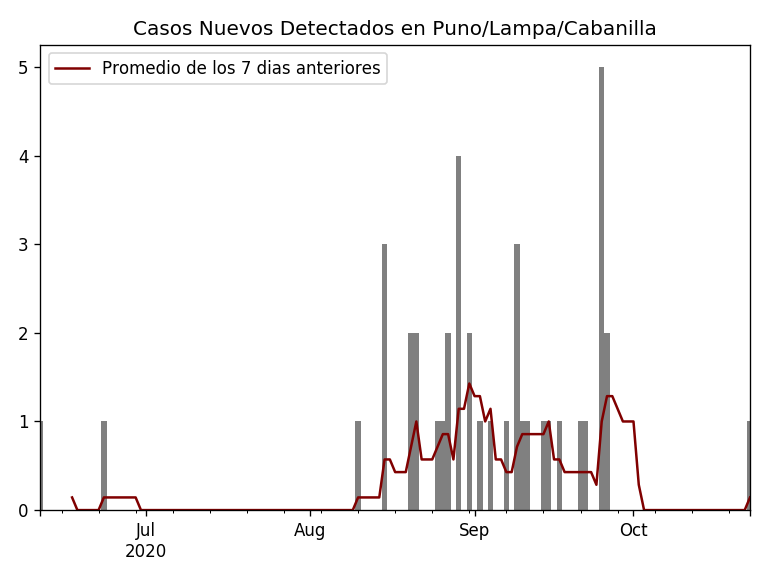 Casos Nuevos Detectados en Puno/Lampa/Cabanilla
Promedio de los 7 dias anteriores
5
4
3
2
1
0
Jul
2020
Aug
Sep
Oct